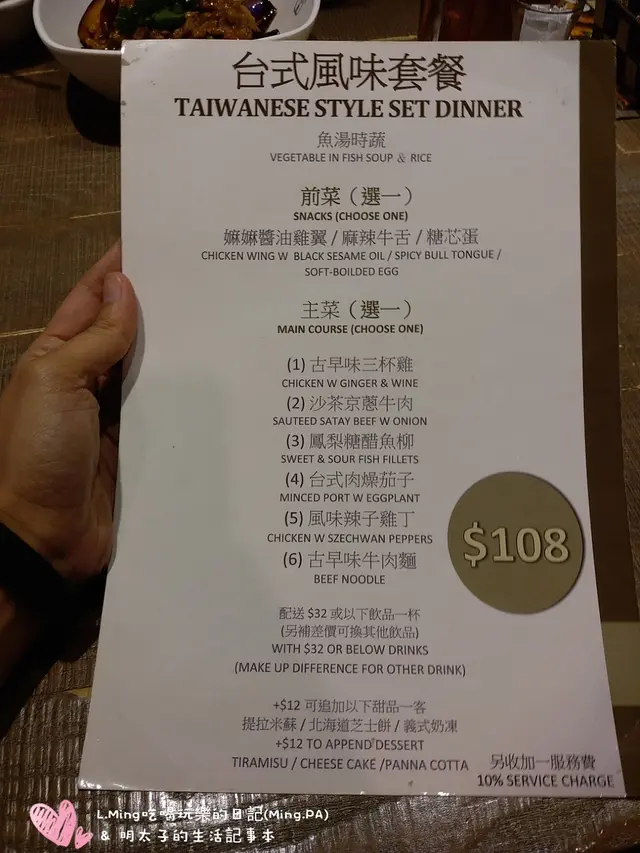 台式風味套餐
TAIWANESE STYLE SET DINNER
魚湯時蔬
VEGETABLE IN FISH SOUP & RICE
前菜（選一）
SNACKS (CHOOSE ONE)
嫲嫲醬油雞翼 / 麻辣牛舌 / 糖芯蛋
CHICKEN WING W BLACK SESAME OIL / SPICY BULL TONGUE /
SOFT-BOILDED EGG
主菜（選一）
MAIN COURSE (CHOOSE ONE)
(1) 古早味三杯雞
CHICKEN W GINGER & WINE
(2) 沙茶京蔥牛肉
SAUTEED SATAY BEEF W ONION
(3) 鳳梨糖醋魚柳
SWEET & SOUR FISH FILLETS
(4) 台式肉燥茄子
MINCED PORT W EGGPLANT
(5) 風味辣子雞丁
CHICKEN W SZECHWAN PEPPERS
(6) 古早味牛肉麵
BEEF NOODLE
$108
配送 $32 或以下飲品一杯
(另補差價可換其他飲品)
WITH $32 OR BELOW DRINKS
(MAKE UP DIFFERENCE FOR OTHER DRINK)
+$12 可追加以下甜品一客
提拉米蘇 / 北海道芝士餅 / 義式奶凍
+$12 TO APPEND DESSERT
TIRAMISU / CHEESE CAKE /PANNA COTTA
另收加一服務費
10% SERVICE CHARGE
L.Ming吃喝玩樂的日記(Ming.PA)
& 明太子的生活記事本